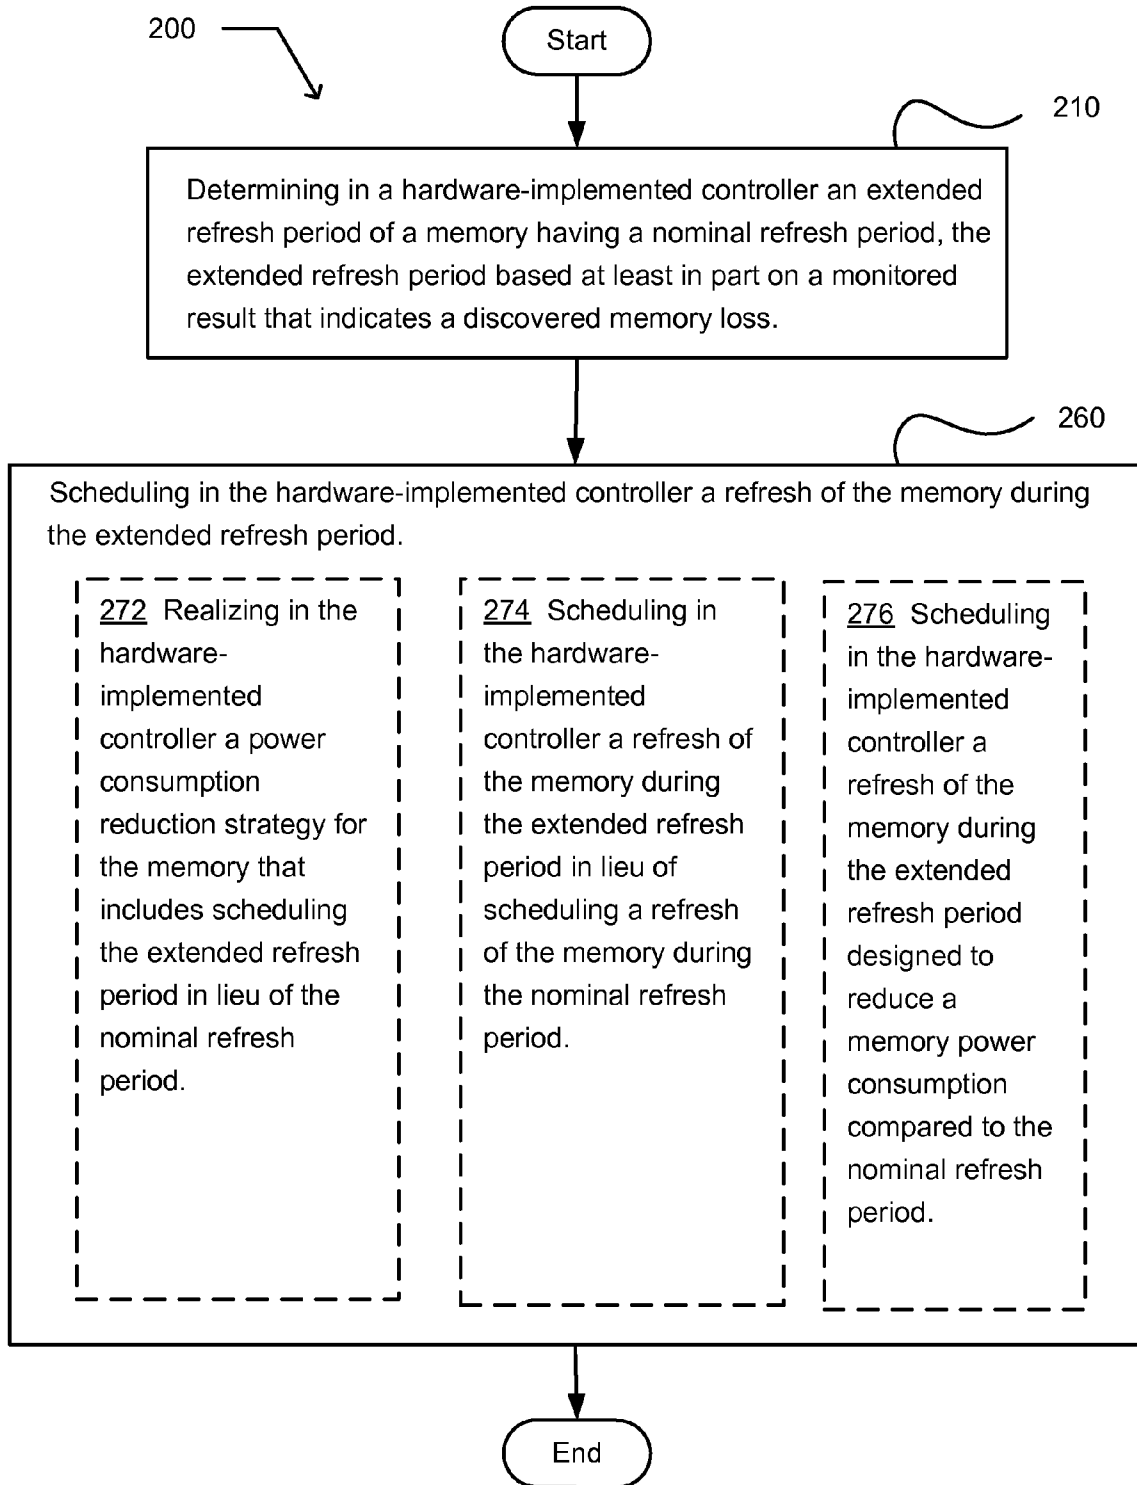 200
Start
210
Determining in a hardware-implemented controller an extended
refresh period of a memory having a nominal refresh period, the
extended refresh period based at least in part on a monitored
result that indicates a discovered memory loss.
260
Scheduling in the hardware-implemented controller a refresh of the memory during
the extended refresh period.
272 Realizing in the
hardware-
implemented
controller a power
consumption
reduction strategy for
the memory that
includes scheduling
the extended refresh
period in lieu of the
nominal refresh
period.
274 Scheduling in
the hardware-
implemented
controller a refresh of
the memory during
the extended refresh
period in lieu of
scheduling a refresh
of the memory during
the nominal refresh
period.
276 Scheduling
in the hardware-
implemented
controller a
refresh of the
memory during
the extended
refresh period
designed to
reduce a
memory power
consumption
compared to the
nominal refresh
period.
End